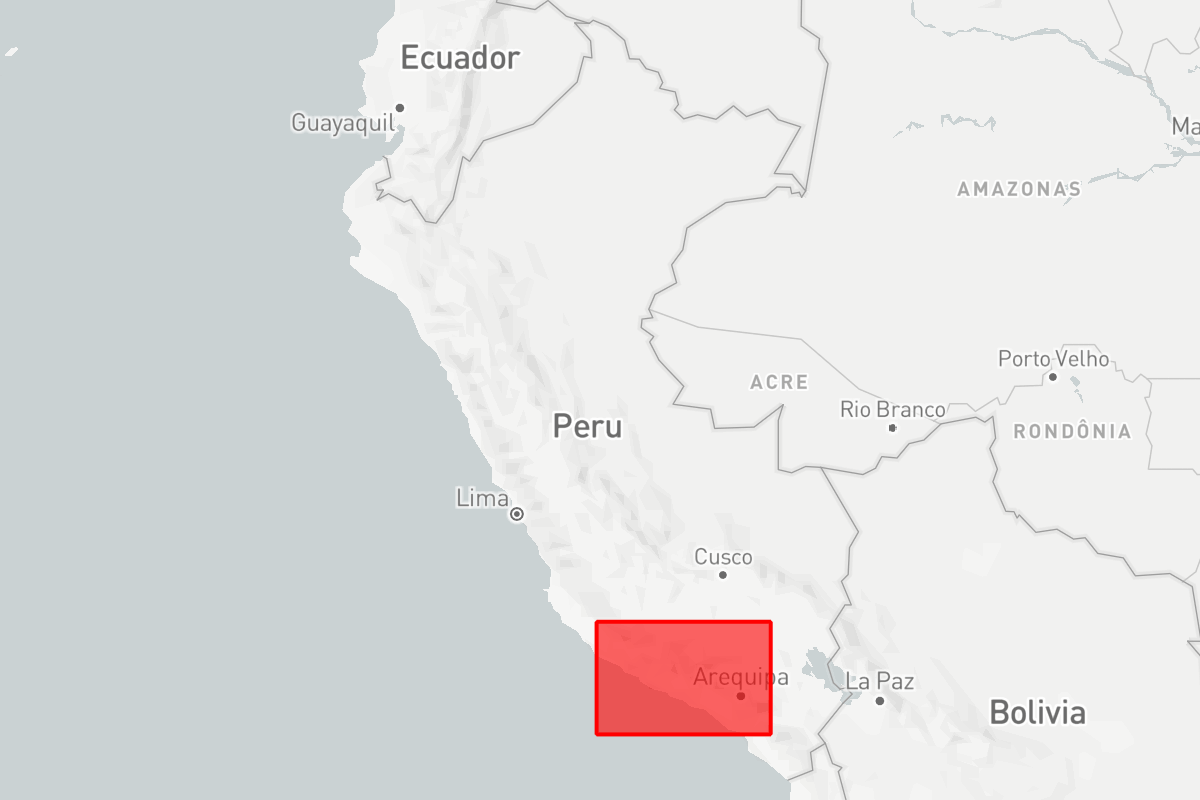 Ecuador
Guayaquil
Ma
AMAZONAS
Porto Velho
ACRE
Rio Branco
Peru
RONDÔNIA
Lima
Cusco
Arequipa
La Paz
Bolivia